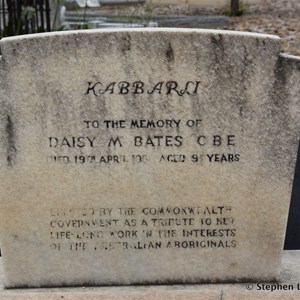 KABBARLI
TO THE MEMORY OF
DAISY M BATES CBE
DIED 19TH APRIL AGED YEARS
ERECTED BY THE COMMONWEALTH
GOVERNMENT AS A TRIBUTE TO HER
LIFE-LONG WORK IN THE INTERESTS
OF THE AUSTRALIAN ABORIGINALS
© Stephen